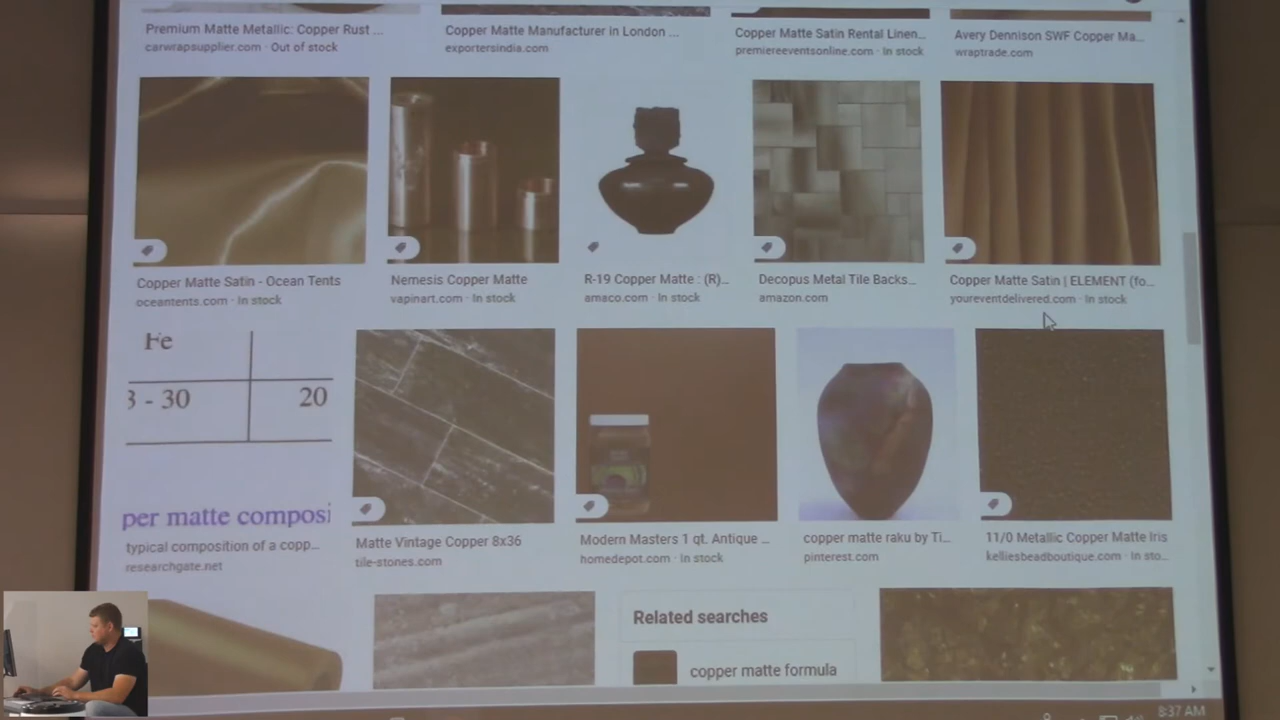 Premium Matte Metallic: Copper Rust ...
carwrapsupplier.com · Out of stock
Copper Matte Manufacturer in London ...
exportersindia.com
Copper Matte Satin Rental Linen...
premiereeventsonline.com · In stock
Avery Dennison SWF Copper Ma...
wraptrade.com
Copper Matte Satin - Ocean Tents
oceantents.com · In stock
Nemesis Copper Matte
vapinart.com · In stock
R-19 Copper Matte : (R)...
amaco.com · In stock
Decopus Metal Tile Backs...
amazon.com
Copper Matte Satin | ELEMENT (fo...
youreventdelivered.com · In stock
Fe
3 - 30
20
per matte composi
typical composition of a copp...
researchgate.net
Matte Vintage Copper 8x36
tile-stones.com
Modern Masters 1 qt. Antique ...
homedepot.com · In stock
copper matte raku by Ti...
pinterest.com
11/0 Metallic Copper Matte Iris
kelliesbeadboutique.com · In sto...
Related searches
copper matte formula
8:37 AM